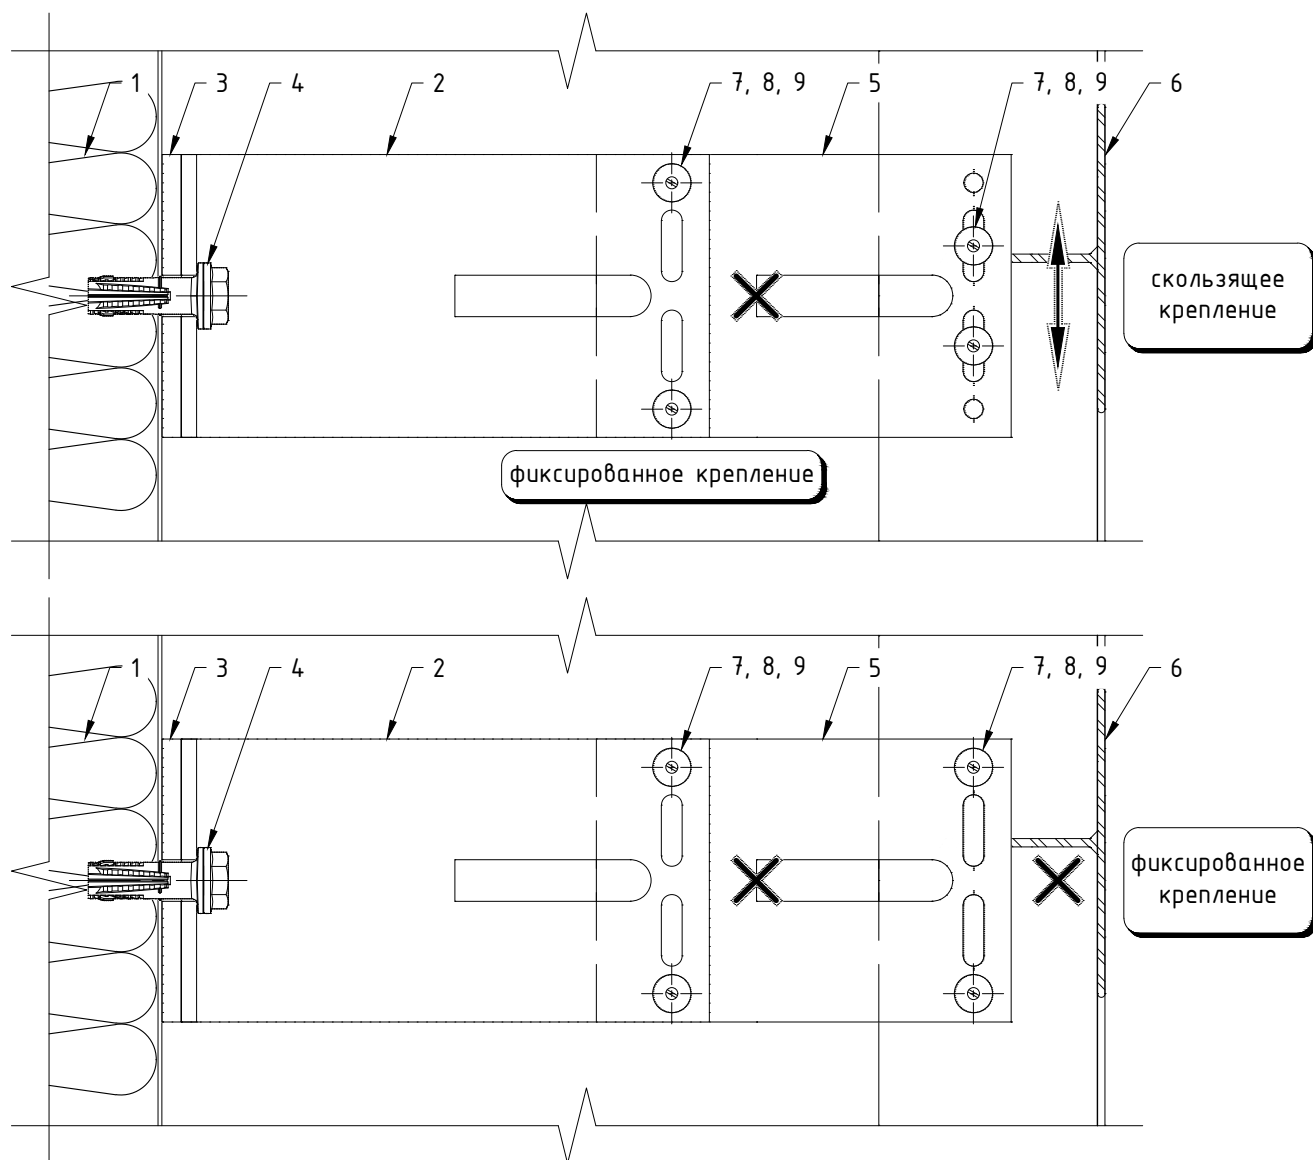 1
3
4
2
7, 8, 9
5
7, 8, 9
6
скользящее
крепление
фиксированное крепление
1
3
4
2
7, 8, 9
5
7, 8, 9
6
фиксированное
крепление